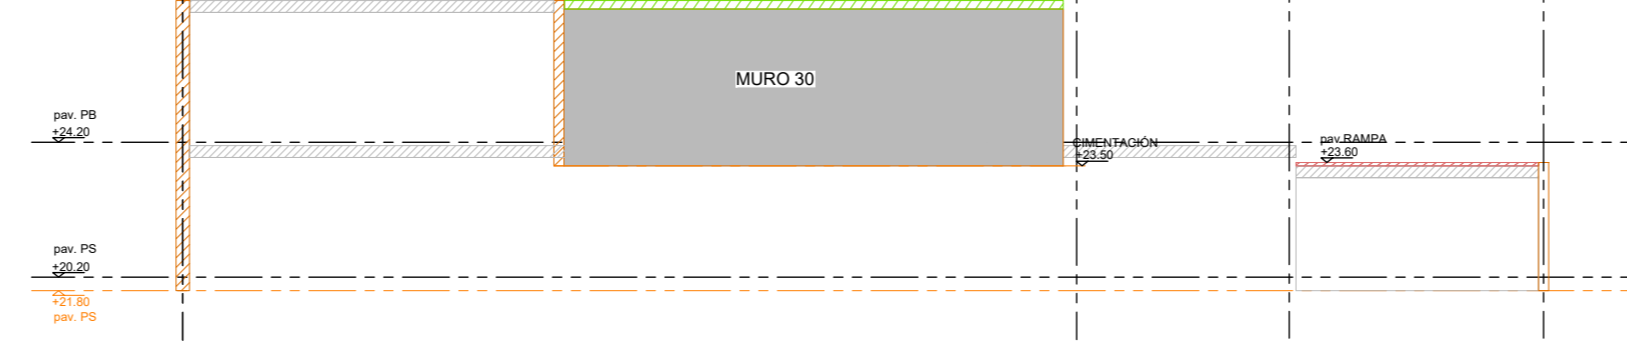 MURO 30
pav. PB
+24.20
CIMENTACIÓN
+23.50
pav.RAMPA
+23.60
pav. PS
+20.20
+21.80
pav. PS